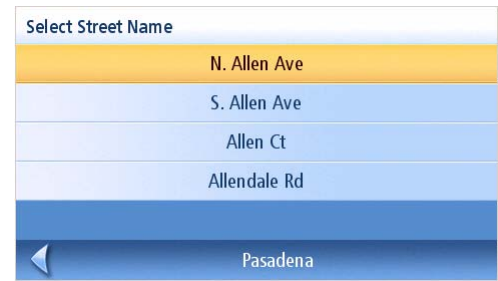 Select Street Name
N. Allen Ave
S. Allen Ave
Allen Ct
Allendale Rd
Pasadena